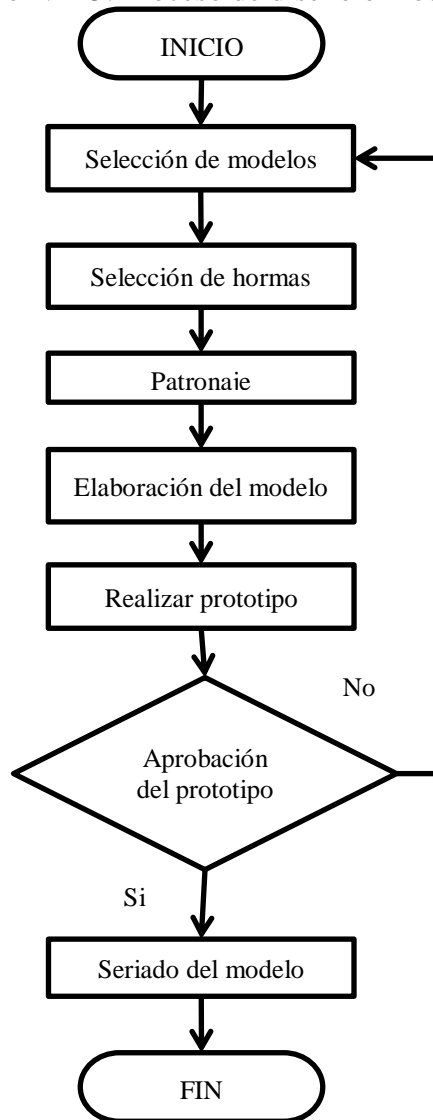 INICIO
Selección de modelos
Selección de hormas
Patronaie
Elaboración del modelo
Realizar prototipo
No
Aprobación
del prototipo
Si
Seriado del modelo
FIN